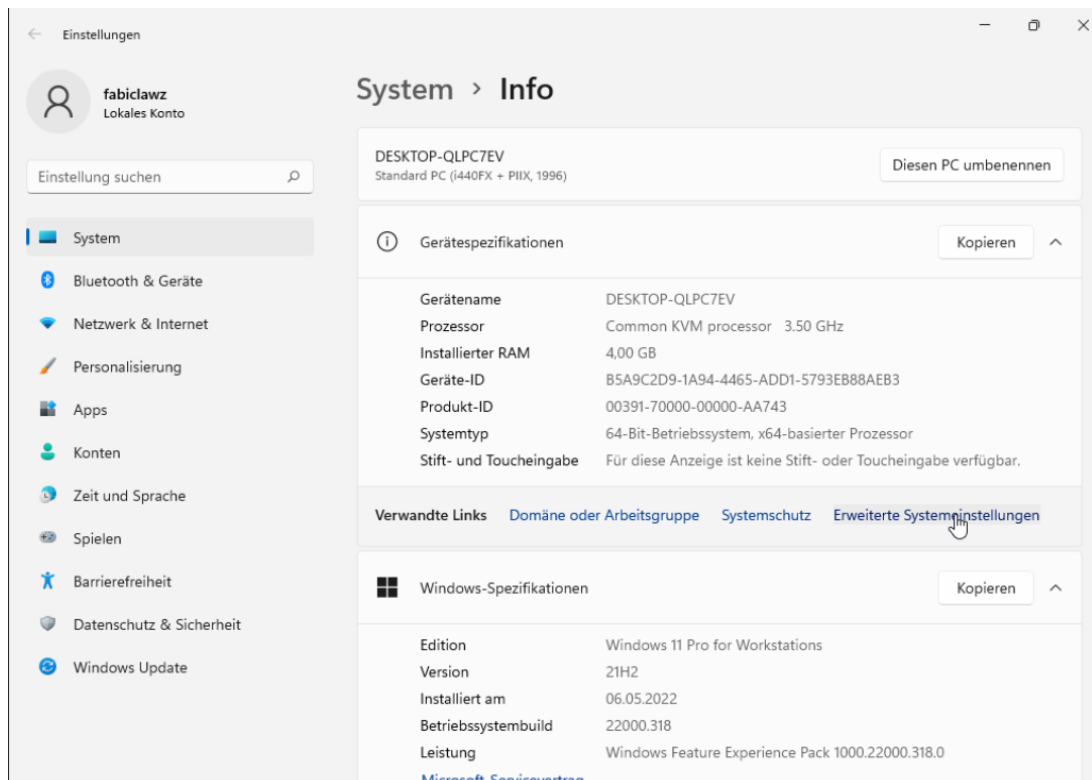 Einstellungen
fabiclawz
Lokales Konto
Einstellung suchen
System
Bluetooth & Geräte
Netzwerk & Internet
Personalisierung
Apps
Konten
Zeit und Sprache
Spielen
Barrierefreiheit
Datenschutz & Sicherheit
Windows Update
System > Info
DESKTOP-QLPC7EV
Standard PC (i440FX + PIIX, 1996)
Diesen PC umbenennen
Gerätespezifikationen
Kopieren
Gerätename DESKTOP-QLPC7EV
Prozessor Common KVM processor 3.50 GHz
Installierter RAM 4,00 GB
Geräte-ID B5A9C2D9-1A94-4465-ADD1-5793EB88AEB3
Produkt-ID 00391-70000-00000-AA743
Systemtyp 64-Bit-Betriebssystem, x64-basierter Prozessor
Stift- und Toucheingabe Für diese Anzeige ist keine Stift- oder Toucheingabe verfügbar.
Verwandte Links Domäne oder Arbeitsgruppe Systemschutz Erweiterte Systemeinstellungen
Windows-Spezifikationen
Kopieren
Edition Windows 11 Pro for Workstations
Version 21H2
Installiert am 06.05.2022
Betriebssystembuild 22000.318
Leistung Windows Feature Experience Pack 1000.22000.318.0
Microsoft-Servicevertrag